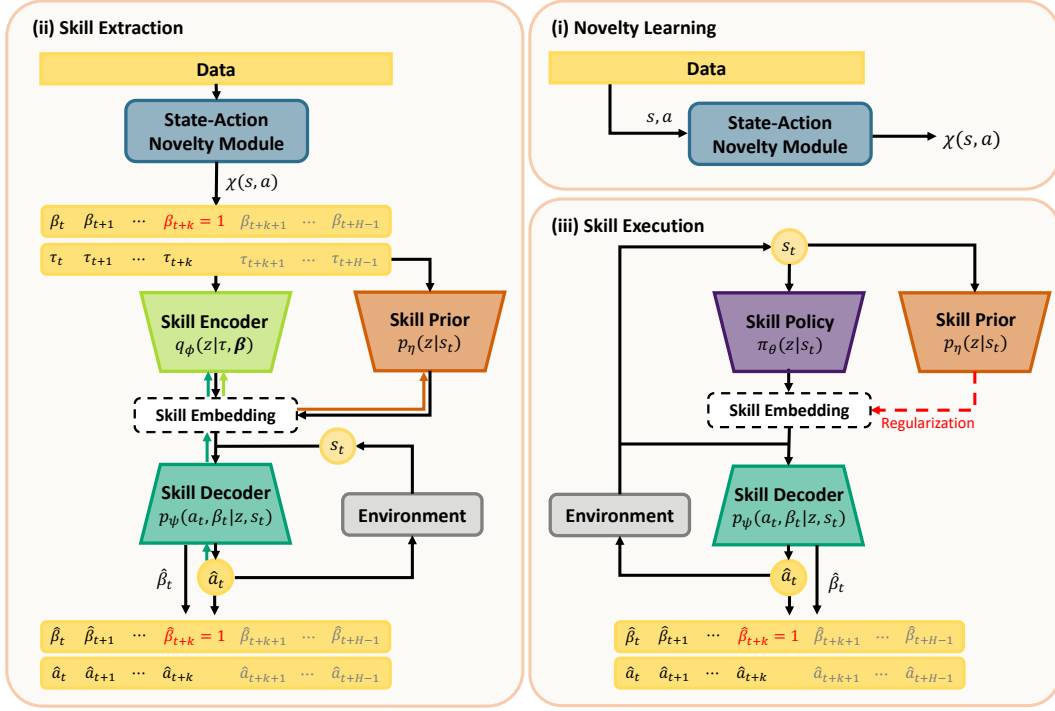 (ii) Skill Extraction
Data
State-Action
Novelty Module
χ(s, a)
β_t β_{t+1} ⋯ β_{t+k} = 1 β_{t+k+1} ⋯ β_{t+H−1}
τ_t τ_{t+1} ⋯ τ_{t+k} τ_{t+k+1} ⋯ τ_{t+H−1}
Skill Encoder
q_ϕ(z|τ, β)
Skill Prior
p_η(z|s_t)
Skill Embedding
s_t
Skill Decoder
p_ψ(a_t, β_t|z, s_t)
Environment
β̂_t
â_t
β̂_t β̂_{t+1} ⋯ β̂_{t+k} = 1 β̂_{t+k+1} ⋯ β̂_{t+H−1}
â_t â_{t+1} ⋯ â_{t+k} â_{t+k+1} ⋯ â_{t+H−1}
(i) Novelty Learning
Data
s, a
State-Action
Novelty Module
χ(s, a)
(iii) Skill Execution
s_t
Skill Policy
π_θ(z|s_t)
Skill Prior
p_η(z|s_t)
Skill Embedding
Regularization
Skill Decoder
p_ψ(a_t, β_t|z, s_t)
Environment
â_t
β̂_t
β̂_t β̂_{t+1} ⋯ β̂_{t+k} = 1 β̂_{t+k+1} ⋯ β̂_{t+H−1}
â_t â_{t+1} ⋯ â_{t+k} â_{t+k+1} ⋯ â_{t+H−1}